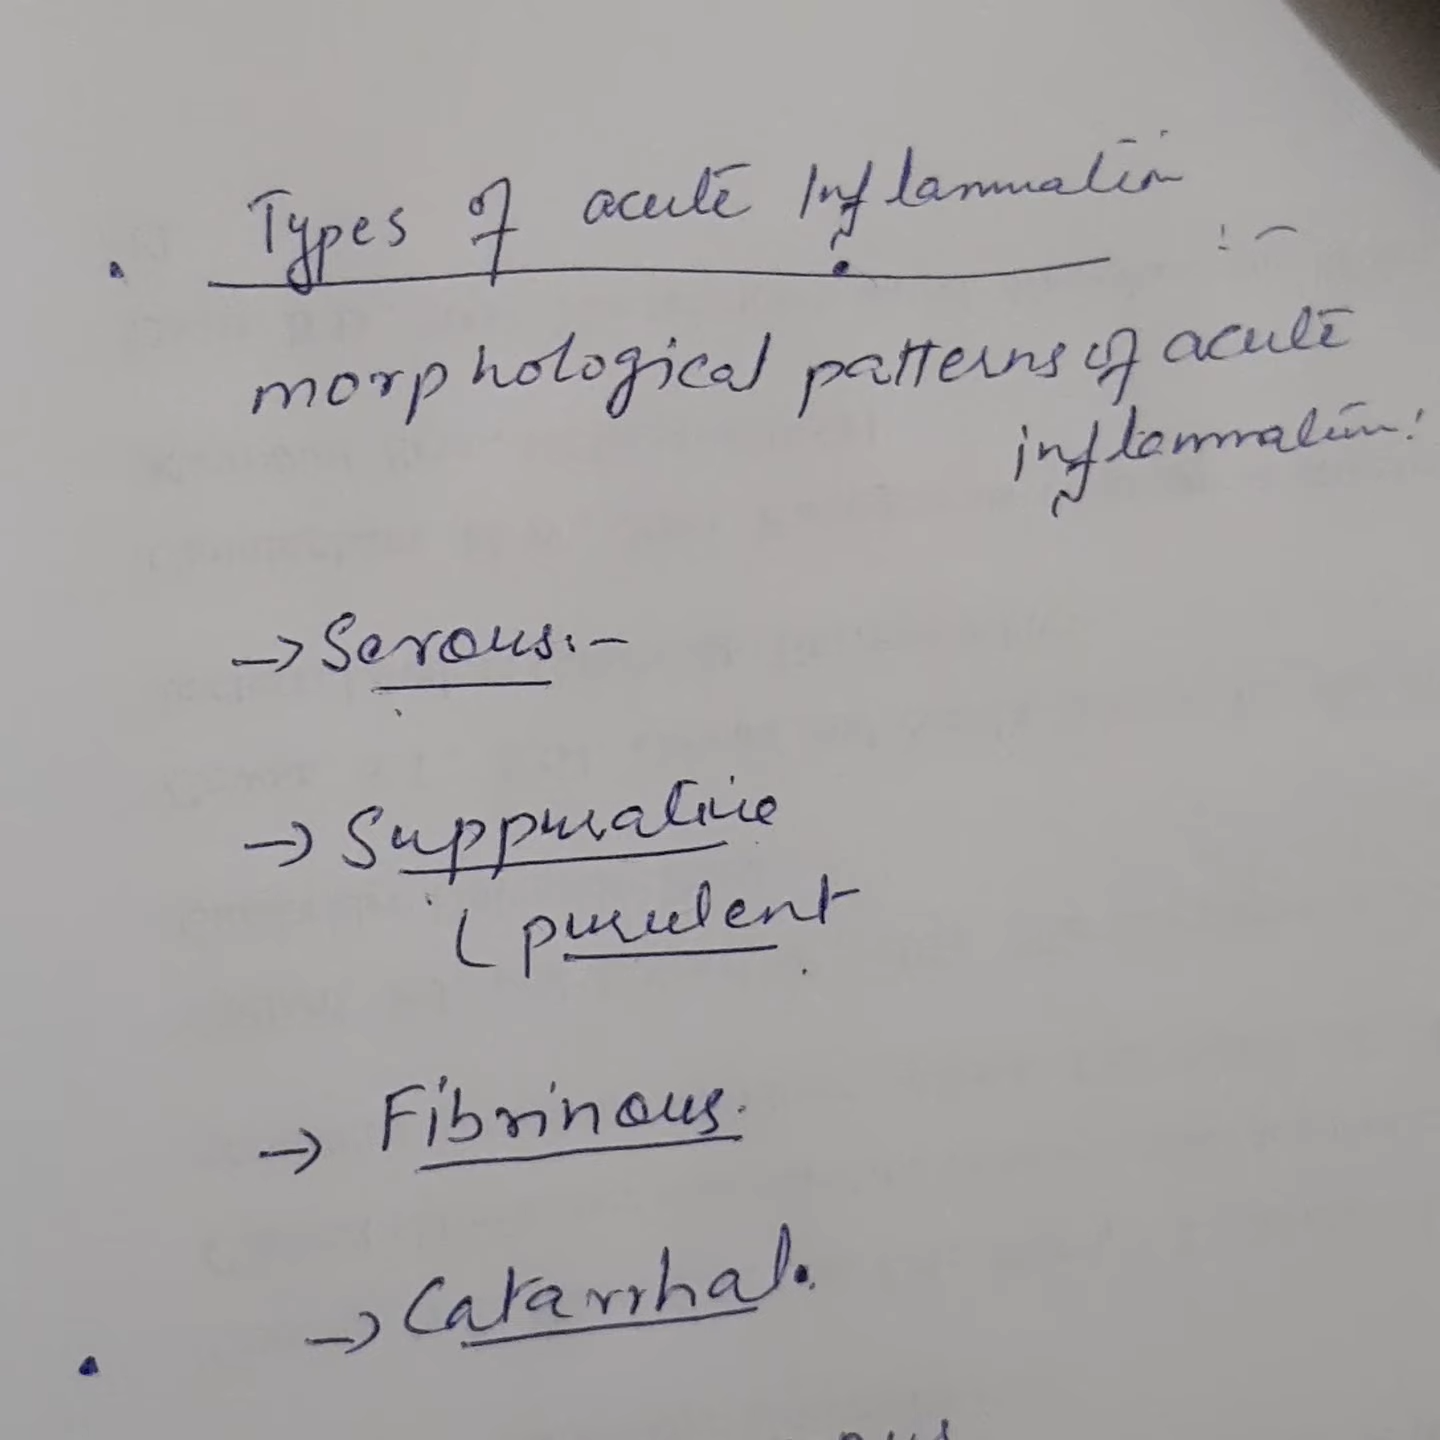 Types of acute Inflammation :-
morphological patterns of acute
inflammation:
→ Serous:-
→ Suppurative
( purulent
→ Fibrinous.
→ Catarrhal.